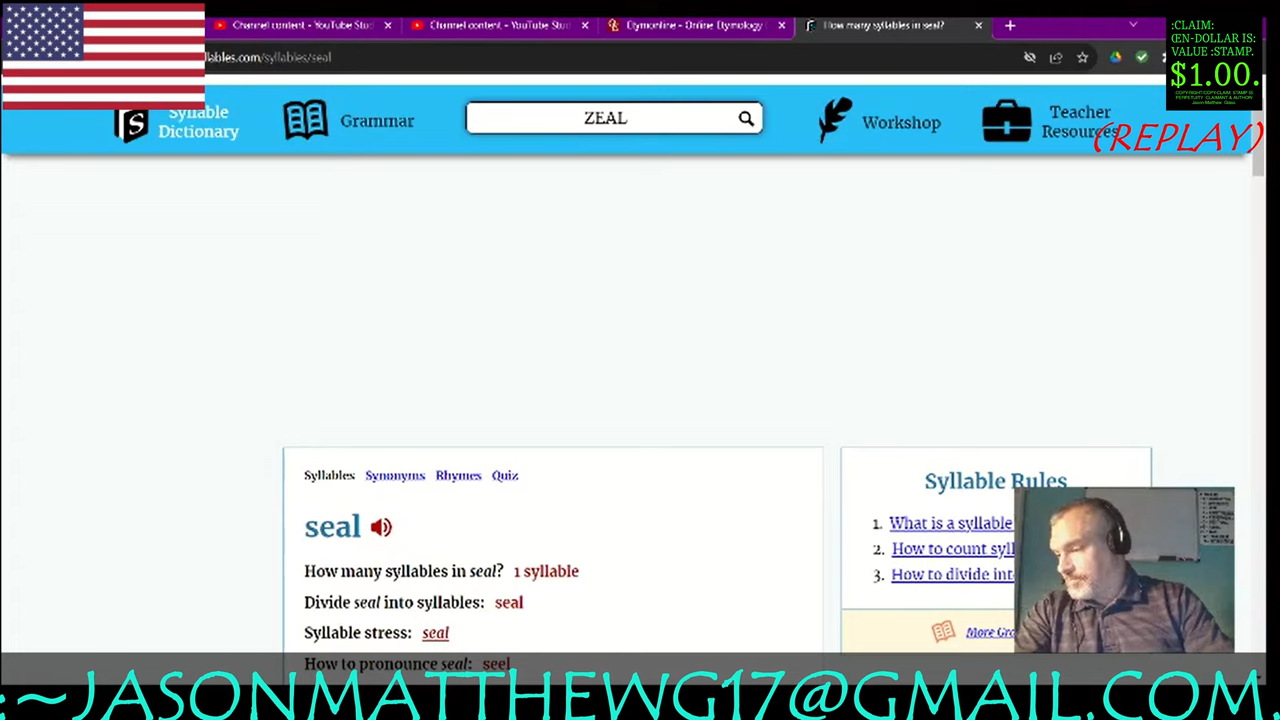 Channel content - YouTube Stu
Channel content - YouTube Stu
Etymonline - Online Etymology
How many syllables in seal?
:CLAIM:
VALUE :STAMP.
$1.00.
lables.com/syllables/seal
Syllable
Dictionary
Grammar
ZEAL
Workshop
Teacher
Resources
(REPLAY)
Syllables Synonyms Rhymes Quiz
seal
How many syllables in seal? 1 syllable
Divide seal into syllables: seal
Syllable stress: seal
How to pronounce seal: seel
Syllable Rules
1. What is a syllable
2. How to count syll
3. How to divide int
More Gra
:~JASONMATTHEWG17@GMAIL.COM.